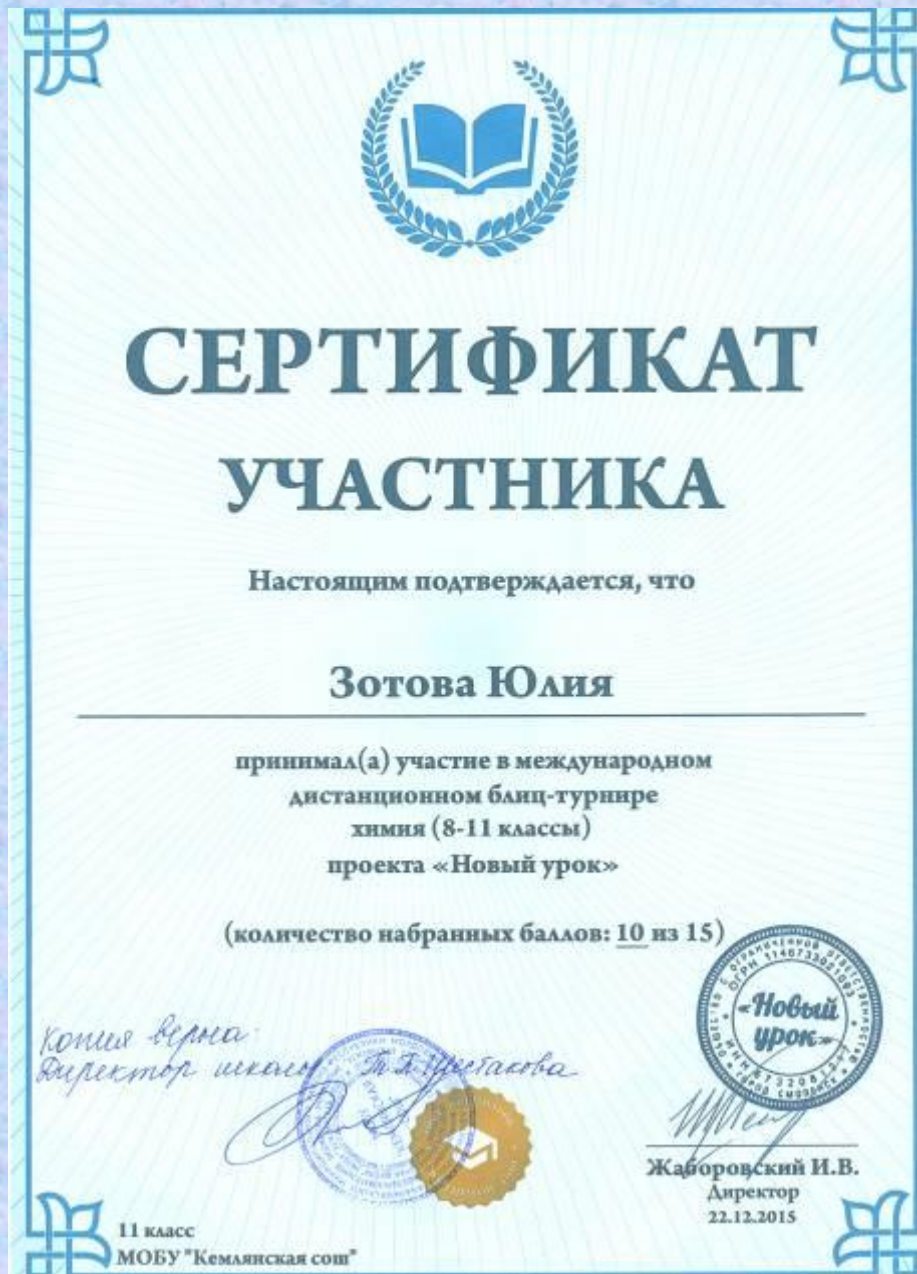 СЕРТИФИКАТ
УЧАСТНИКА
Настоящим подтверждается, что
Зотова Юлия
принимал(а) участие в международном
дистанционном блиц-турнире
химия (8-11 классы)
проекта «Новый урок»
(количество набранных баллов: 10 из 15)
«Новый
урок»
Копия верна:
Директор школы
Жаборовский И.В.
Директор
22.12.2015
11 класс
МОБУ "Кемлянская сош"